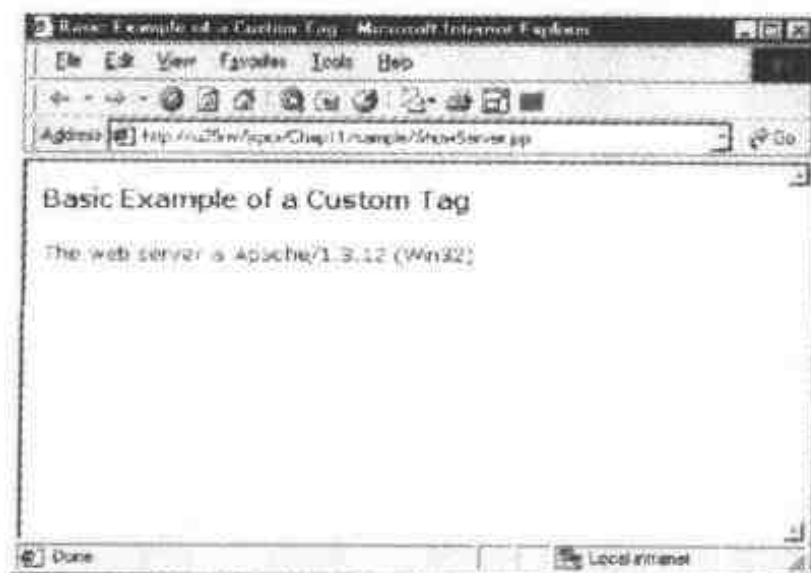 Basic Example of a Custom Tag - Microsoft Internet Explorer
File Edit View Favorites Tools Help
Address Go
Basic Example of a Custom Tag
The web server is Apache/1.3.12 (Win32)
Done Local intranet